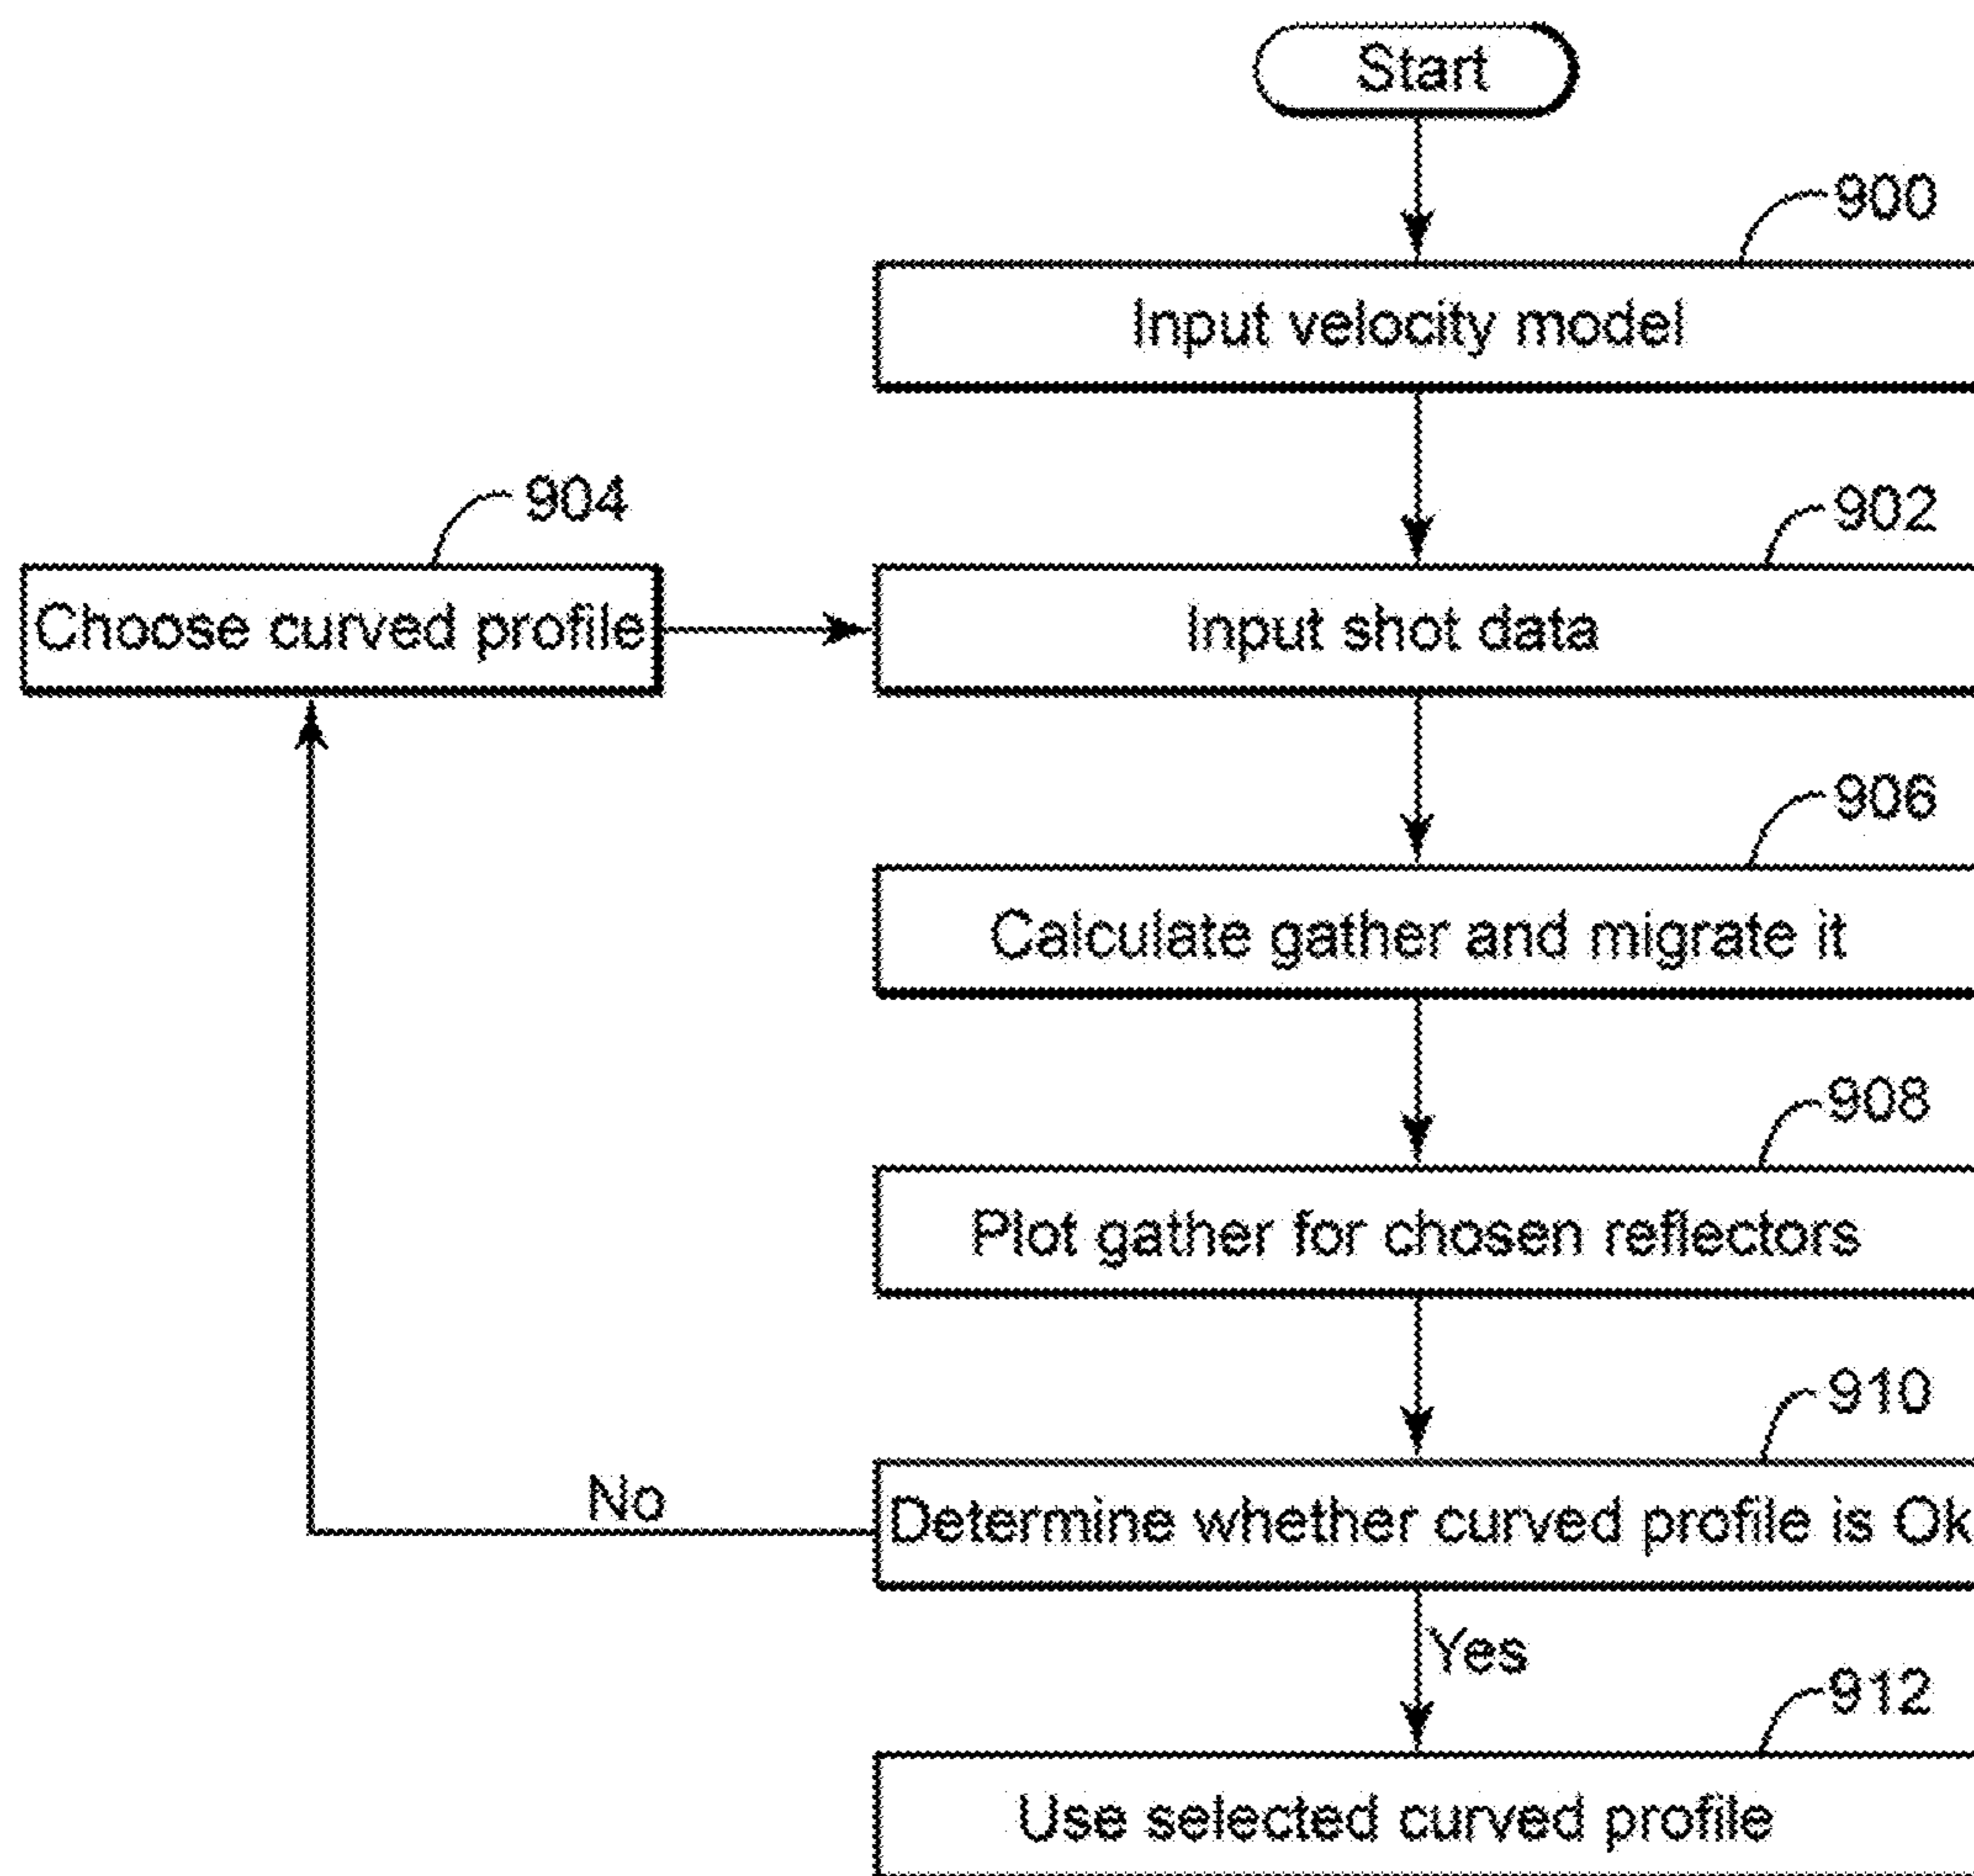 Start
900
Input velocity model
904
902
Choose curved profile
Input shot data
906
Calculate gather and migrate it
908
Plot gather for chosen reflectors
910
No
Determine whether curved profile is Ok
Yes
912
Use selected curved profile